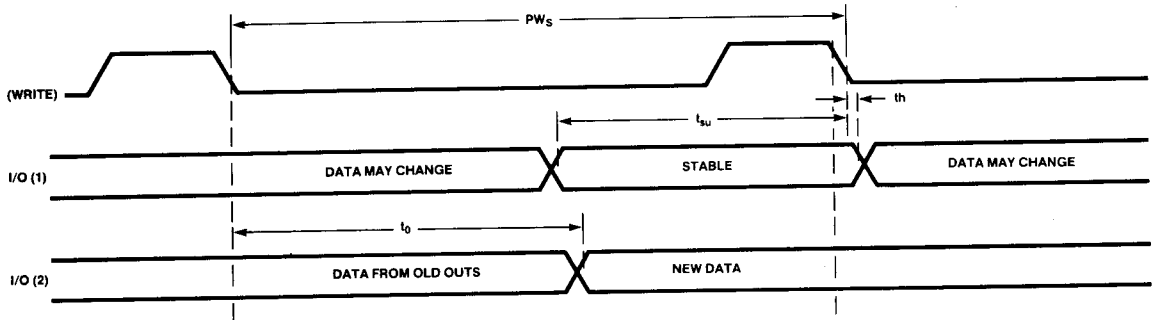 PWS
(WRITE)
th
tsu
I/O (1)
DATA MAY CHANGE
STABLE
DATA MAY CHANGE
t0
I/O (2)
DATA FROM OLD OUTS
NEW DATA